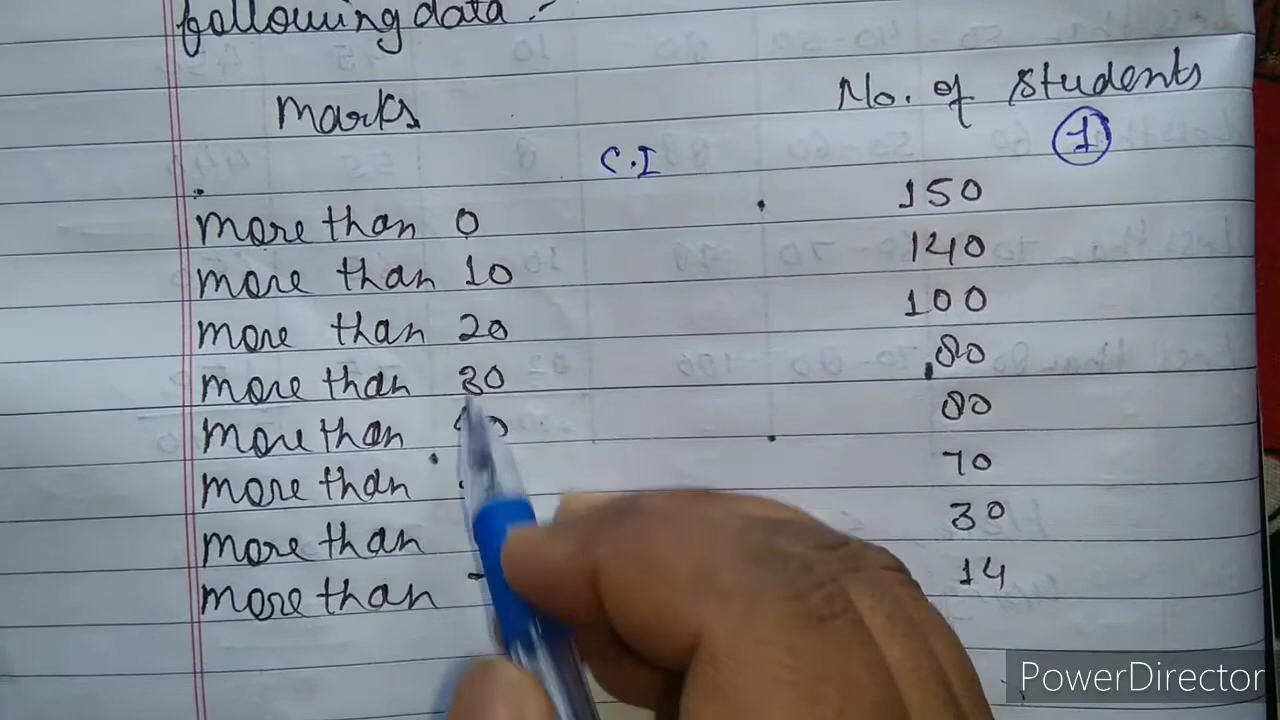 following data :-
Marks No. of Students
C.I 1
more than 0 150
more than 10 140
more than 20 100
more than 30 80
more than 80
more than 70
more than 30
more than 14
PowerDirector